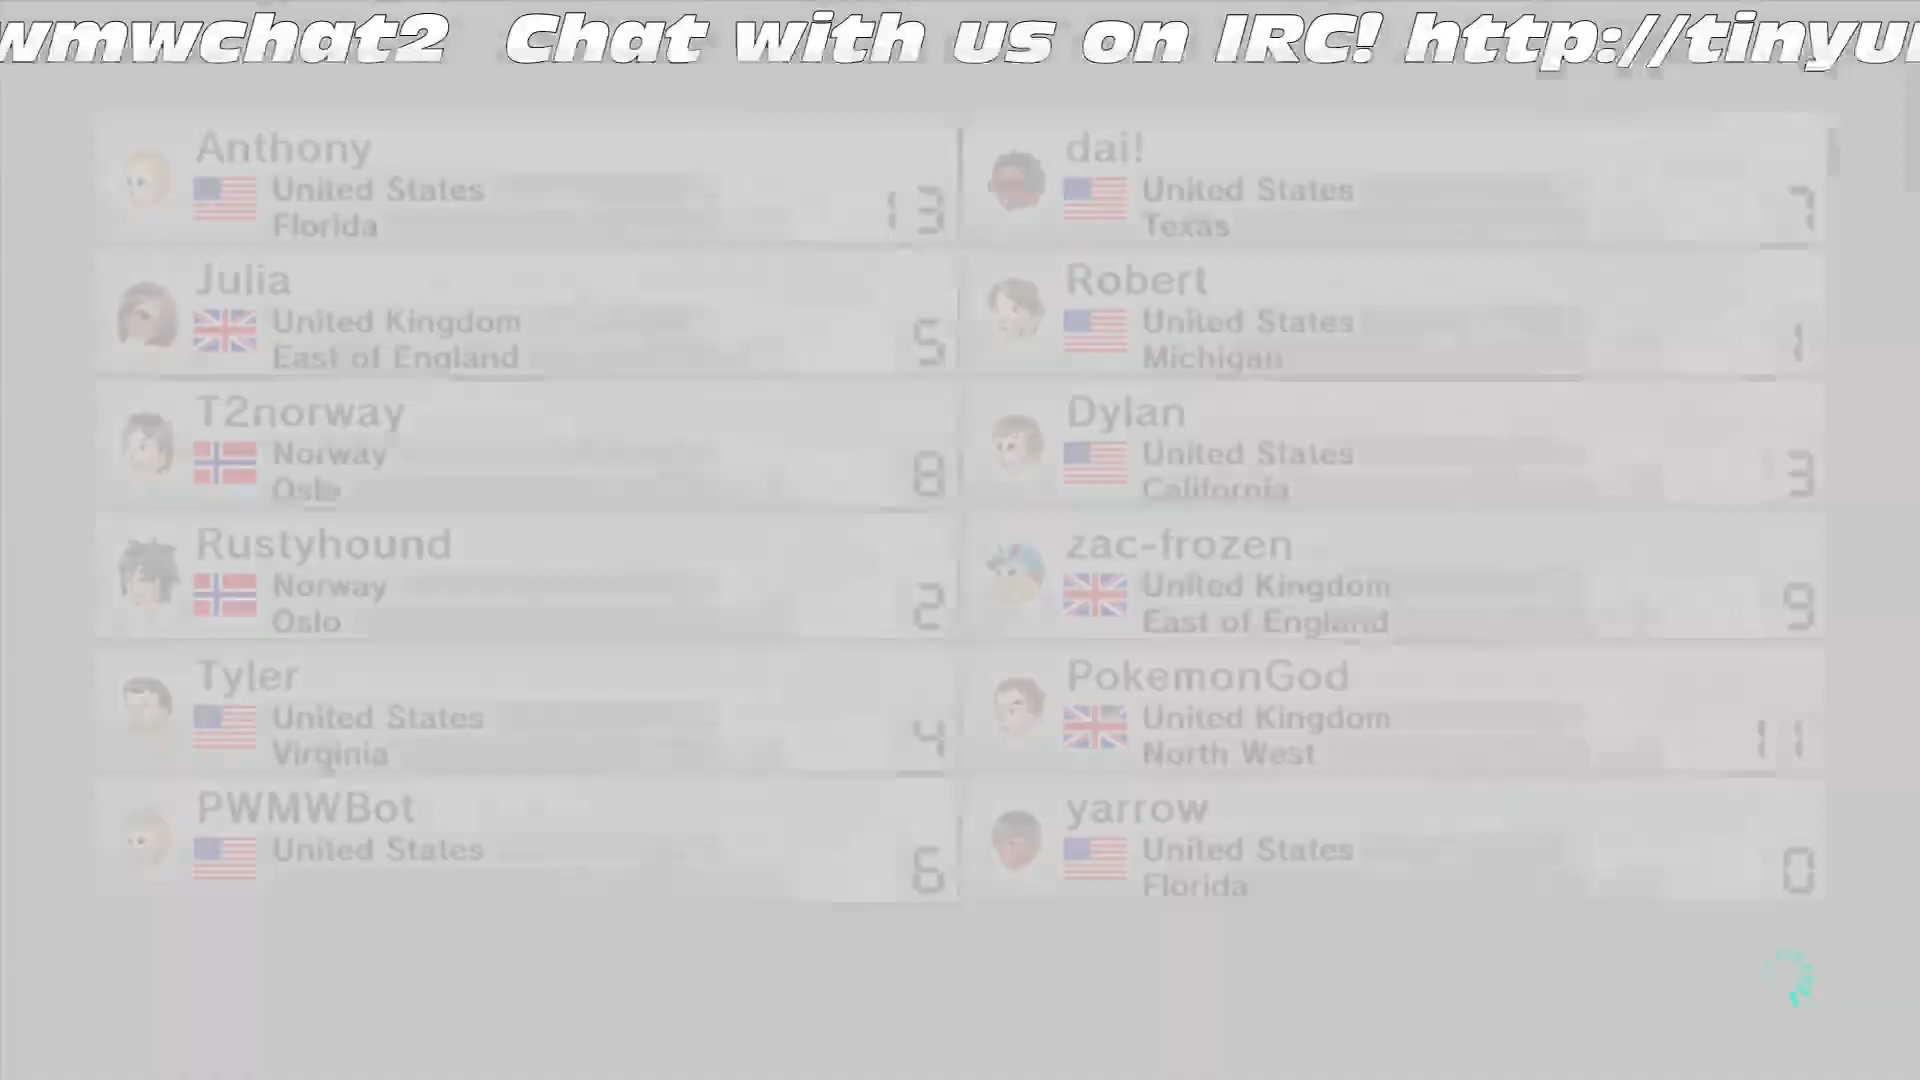 wmwchat2 Chat with us on IRC! http://tinyu
Anthony
United States
Florida
13
dai!
United States
Texas
7
Julia
United Kingdom
East of England
5
Robert
United States
Michigan
1
T2norway
Norway
Oslo
8
Dylan
United States
California
3
Rustyhound
Norway
Oslo
2
zac-frozen
United Kingdom
East of England
9
Tyler
United States
Virginia
4
PokemonGod
United Kingdom
North West
11
PWMWBot
United States
6
yarrow
United States
Florida
0